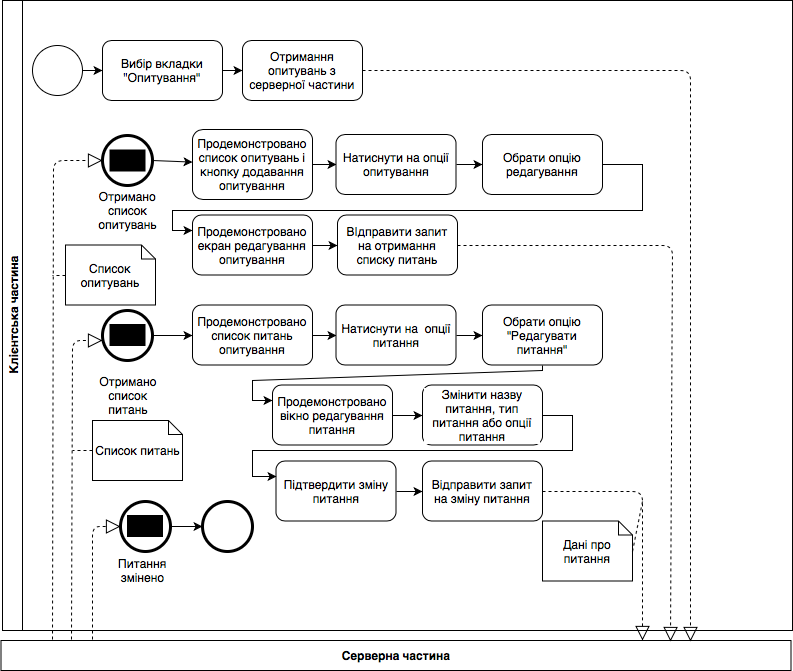 Вибір вкладки
"Опитування"
Отримання
опитувань з
серверної частини
Продемонстровано
список опитувань і
кнопку додавання
опитування
Натиснути на опції
опитування
Обрати опцію
редагування
Отримано
список
опитувань
Продемонстровано
екран редагування
опитування
Відправити запит
на отримання
списку питань
Список
опитувань
Клієнтська частина
Продемонстровано
список питань
опитування
Натиснути на опції
питання
Обрати опцію
"Редагувати
питання"
Отримано
список
питань
Продемонстровано
вікно редагування
питання
Змінити назву
питання, тип
питання або опції
питання
Список питань
Підтвердити зміну
питання
Відправити запит
на зміну питання
Питання
змінено
Дані про
питання
Серверна частина